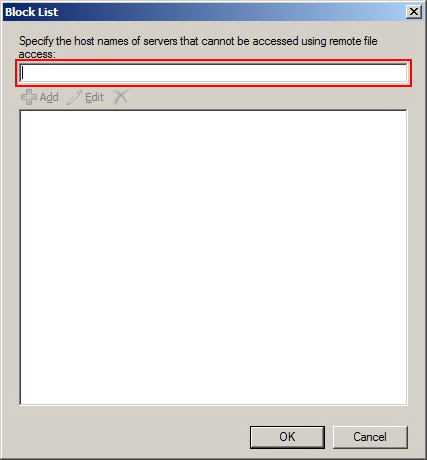 Block List
Specify the host names of servers that cannot be accessed using remote file
access:
Add Edit
OK Cancel